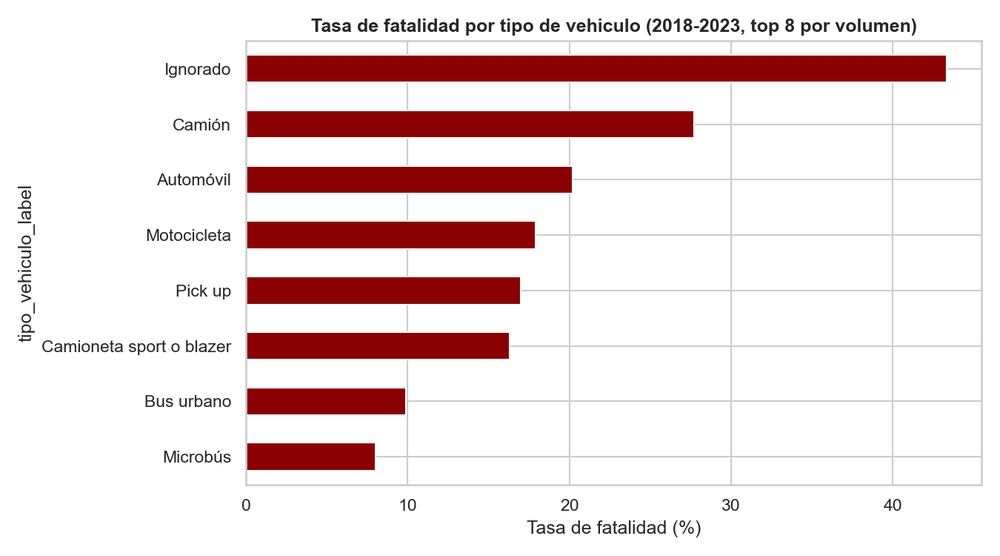 Tasa de fatalidad por tipo de vehiculo (2018-2023, top 8 por volumen)
tipo_vehiculo_label
Ignorado
Camión
Automóvil
Motocicleta
Pick up
Camioneta sport o blazer
Bus urbano
Microbús
0 10 20 30 40
Tasa de fatalidad (%)